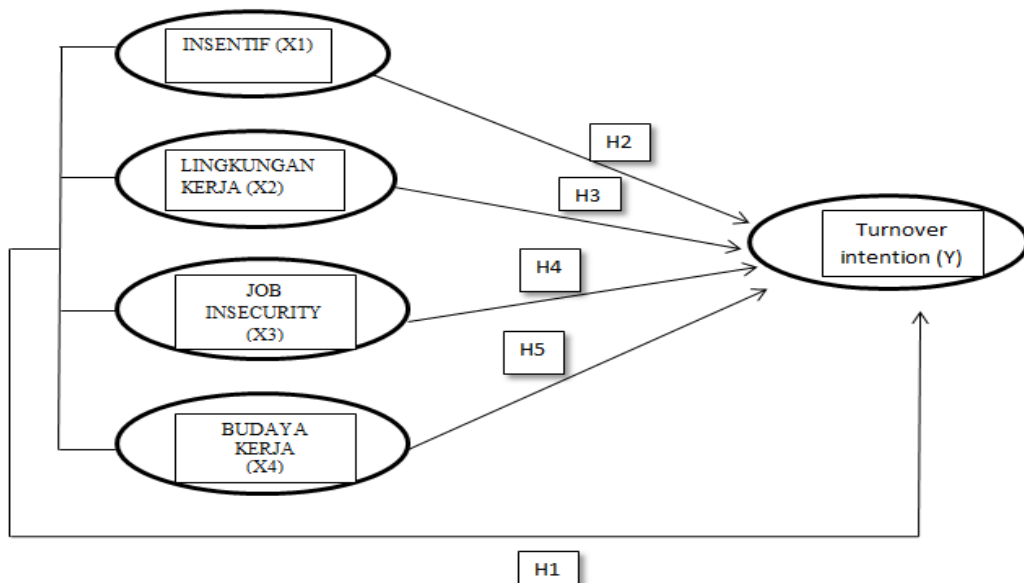 INSENTIF (X1)
H2
LINGKUNGAN
KERJA (X2)
H3
Turnover
intention (Y)
H4
JOB
INSECURITY
(X3)
H5
BUDAYA
KERJA
(X4)
H1